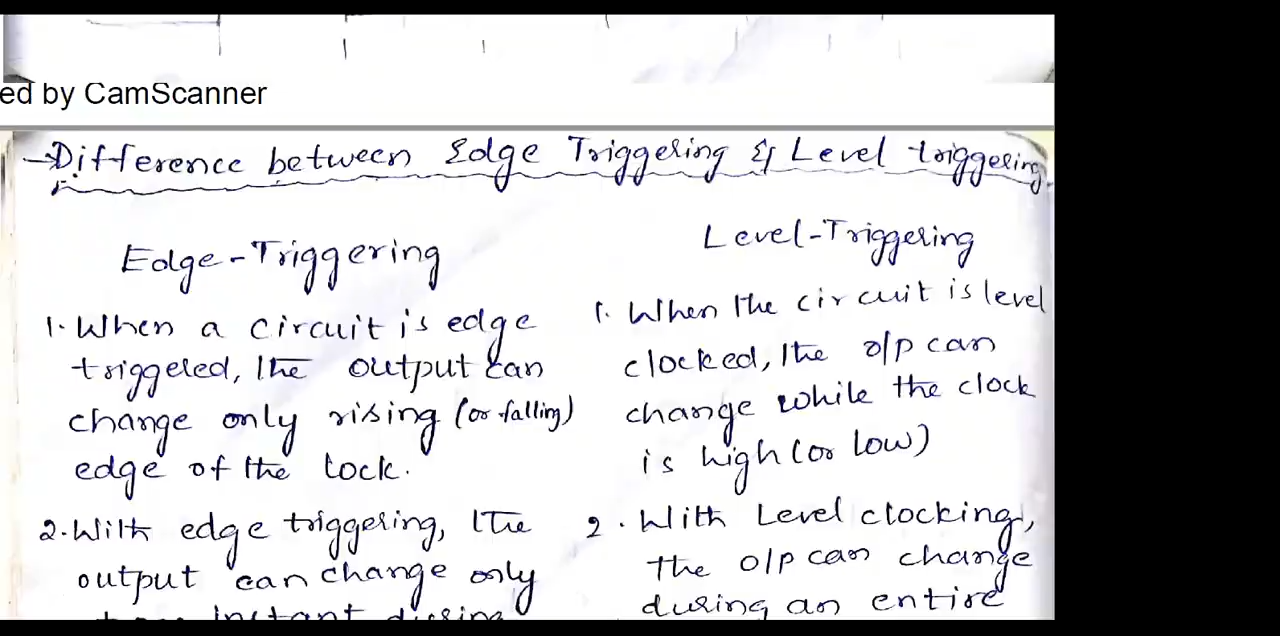 ed by CamScanner
→Difference between Edge Triggering & Level triggering
Edge-Triggering
1. When a circuit is edge
triggered, the output can
change only rising (or falling)
edge of the lock.
2. With edge triggering, the
output can change only
instant during
Level-Triggering
1. When the circuit is level
clocked, the o/p can
change while the clock
is high (or low)
2. With Level clocking,
the o/p can change
during an entire